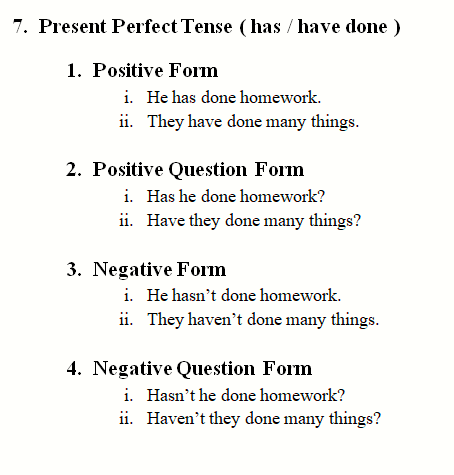 7. Present Perfect Tense ( has / have done )
1. Positive Form
i. He has done homework.
ii. They have done many things.
2. Positive Question Form
i. Has he done homework?
ii. Have they done many things?
3. Negative Form
i. He hasn’t done homework.
ii. They haven’t done many things.
4. Negative Question Form
i. Hasn’t he done homework?
ii. Haven’t they done many things?